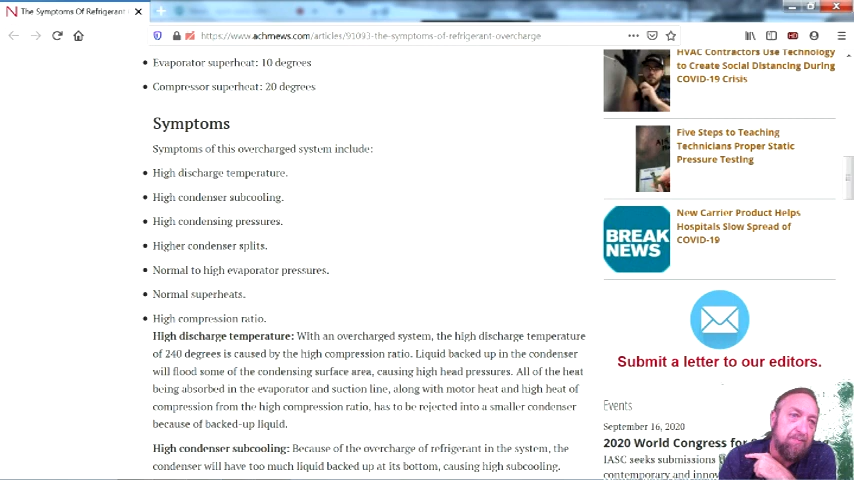 The Symptoms Of Refrigerant
https://www.achrnews.com/articles/91093-the-symptoms-of-refrigerant-overcharge
Evaporator superheat: 10 degrees
Compressor superheat: 20 degrees
Symptoms
Symptoms of this overcharged system include:
High discharge temperature.
High condenser subcooling.
High condensing pressures.
Higher condenser splits.
Normal to high evaporator pressures.
Normal superheats.
High compression ratio.
High discharge temperature: With an overcharged system, the high discharge temperature
of 240 degrees is caused by the high compression ratio. Liquid backed up in the condenser
will flood some of the condensing surface area, causing high head pressures. All of the heat
being absorbed in the evaporator and suction line, along with motor heat and high heat of
compression from the high compression ratio, has to be rejected into a smaller condenser
because of backed-up liquid.
High condenser subcooling: Because of the overcharge of refrigerant in the system, the
condenser will have too much liquid backed up at its bottom, causing high subcooling.
HVAC Contractors Use Technology
to Create Social Distancing During
COVID-19 Crisis
Five Steps to Teaching
Technicians Proper Static
Pressure Testing
BREAK
NEWS
New Carrier Product Helps
Hospitals Slow Spread of
COVID-19
Submit a letter to our editors.
Events
September 16, 2020
2020 World Congress for
IASC seeks submissions
contemporary and innov